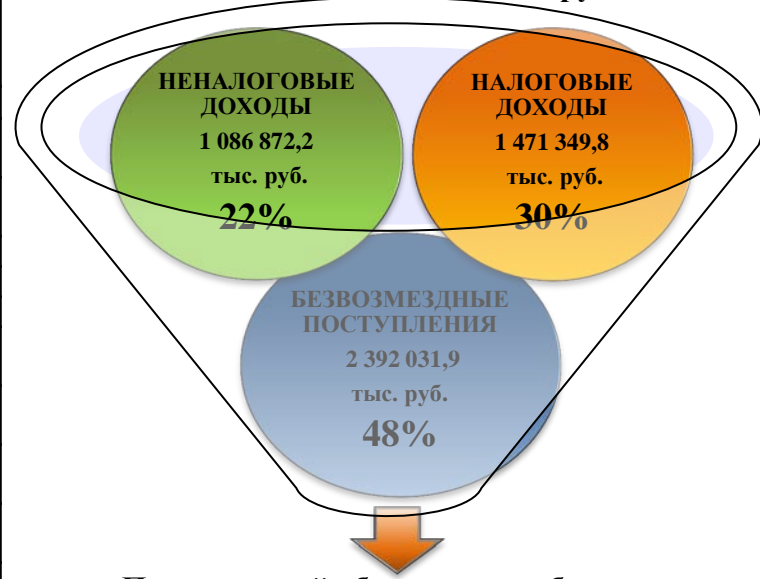 НЕНАЛОГОВЫЕ
ДОХОДЫ
1 086 872,2
тыс. руб.
22%
НАЛОГОВЫЕ
ДОХОДЫ
1 471 349,8
тыс. руб.
30%
БЕЗВОЗМЕЗДНЫЕ
ПОСТУПЛЕНИЯ
2 392 031,9
тыс. руб.
48%